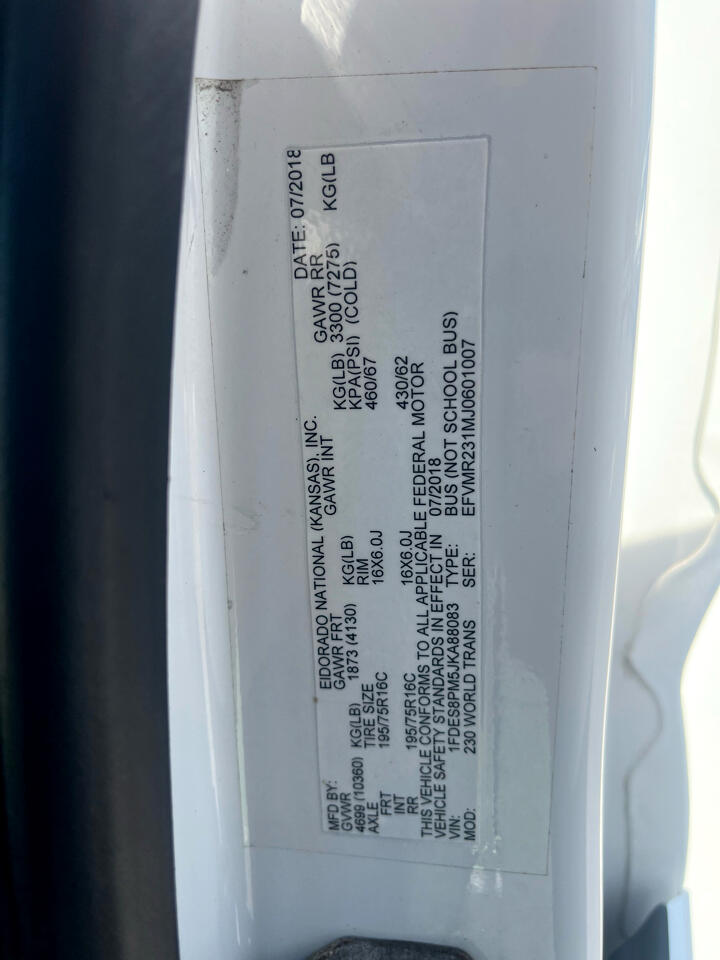 MFD BY: EIDORADO NATIONAL (KANSAS), INC. DATE: 07/2018
GVWR GAWR FRT GAWR INT GAWR RR
4699 (10360) KG(LB) 1873 (4130) KG(LB) KG(LB) 3300 (7275) KG(LB
AXLE TIRE SIZE RIM KPA(PSI) (COLD)
FRT 195/75R16C 16X6.0J 460/67
INT
RR 195/75R16C 16X6.0J 430/62
THIS VEHICLE CONFORMS TO ALL APPLICABLE FEDERAL MOTOR
VEHICLE SAFETY STANDARDS IN EFFECT IN 07/2018
VIN: 1FDES8PM5JKA88083 TYPE: BUS (NOT SCHOOL BUS)
MOD: 230 WORLD TRANS SER: EFVMR231MJ0601007